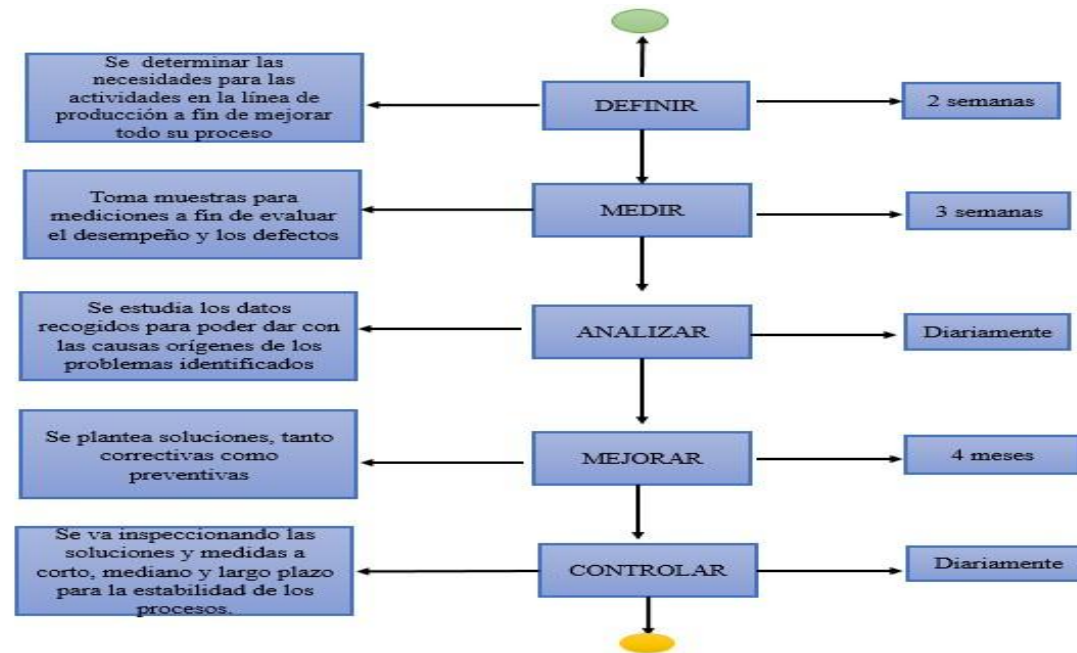 Se determinar las
necesidades para las
actividades en la línea de
producción a fin de mejorar
todo su proceso
DEFINIR
2 semanas
Toma muestras para
mediciones a fin de evaluar
el desempeño y los defectos
MEDIR
3 semanas
Se estudia los datos
recogidos para poder dar con
las causas orígenes de los
problemas identificados
ANALIZAR
Diariamente
Se plantea soluciones, tanto
correctivas como
preventivas
MEJORAR
4 meses
Se va inspeccionando las
soluciones y medidas a
corto, mediano y largo plazo
para la estabilidad de los
procesos.
CONTROLAR
Diariamente